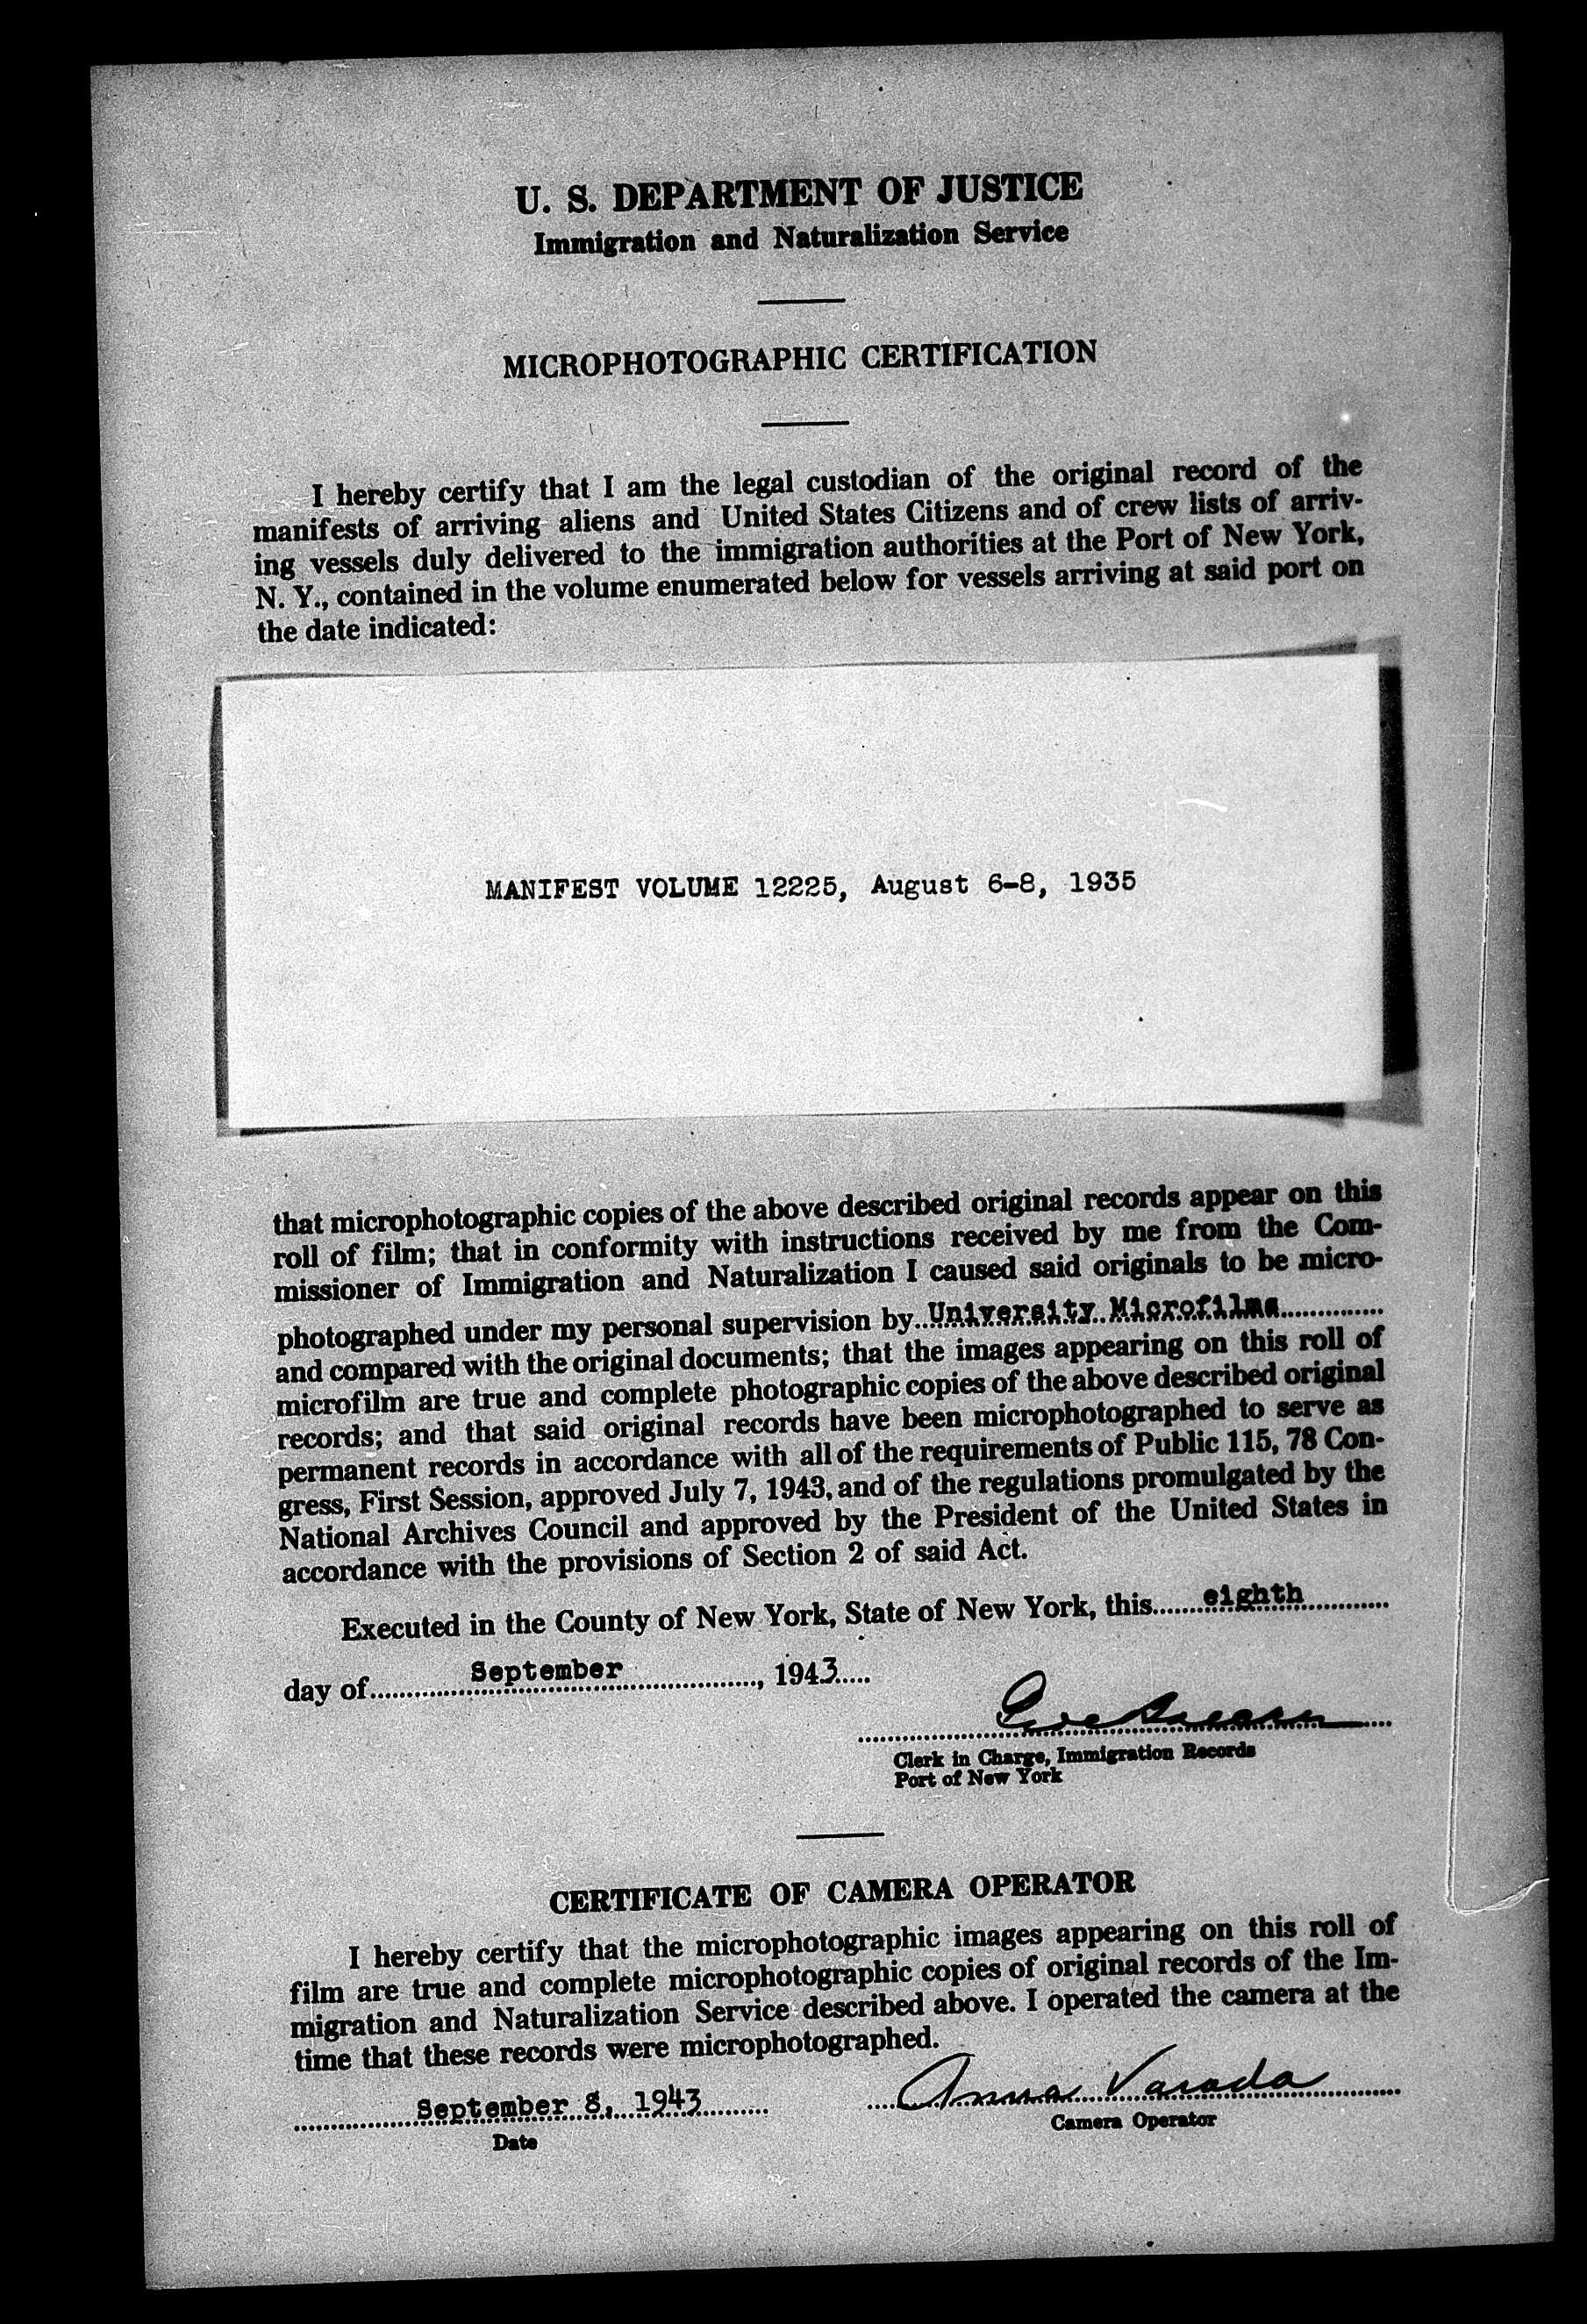 U. S. DEPARTMENT OF JUSTICE
Immigration and Naturalization Service
MICROPHOTOGRAPHIC CERTIFICATION
I hereby certify that I am the legal custodian of the original record of the
manifests of arriving aliens and United States Citizens and of crew lists of arriv-
ing vessels duly delivered to the immigration authorities at the Port of New York,
N. Y., contained in the volume enumerated below for vessels arriving at said port on
the date indicated:
MANIFEST VOLUME 12225, August 6-8, 1935
that microphotographic copies of the above described original records appear on this
roll of film; that in conformity with instructions received by me from the Com-
missioner of Immigration and Naturalization I caused said originals to be micro-
photographed under my personal supervision by University Microfilms
and compared with the original documents; that the images appearing on this roll of
microfilm are true and complete photographic copies of the above described original
records; and that said original records have been microphotographed to serve as
permanent records in accordance with all of the requirements of Public 115, 78 Con-
gress, First Session, approved July 7, 1943, and of the regulations promulgated by the
National Archives Council and approved by the President of the United States in
accordance with the provisions of Section 2 of said Act.
Executed in the County of New York, State of New York, this eighth
day of September, 1943
Clerk in Charge, Immigration Records
Port of New York
CERTIFICATE OF CAMERA OPERATOR
I hereby certify that the microphotographic images appearing on this roll of
film are true and complete microphotographic copies of original records of the Im-
migration and Naturalization Service described above. I operated the camera at the
time that these records were microphotographed.
September 8, 1943 Anna Varada
Date Camera Operator